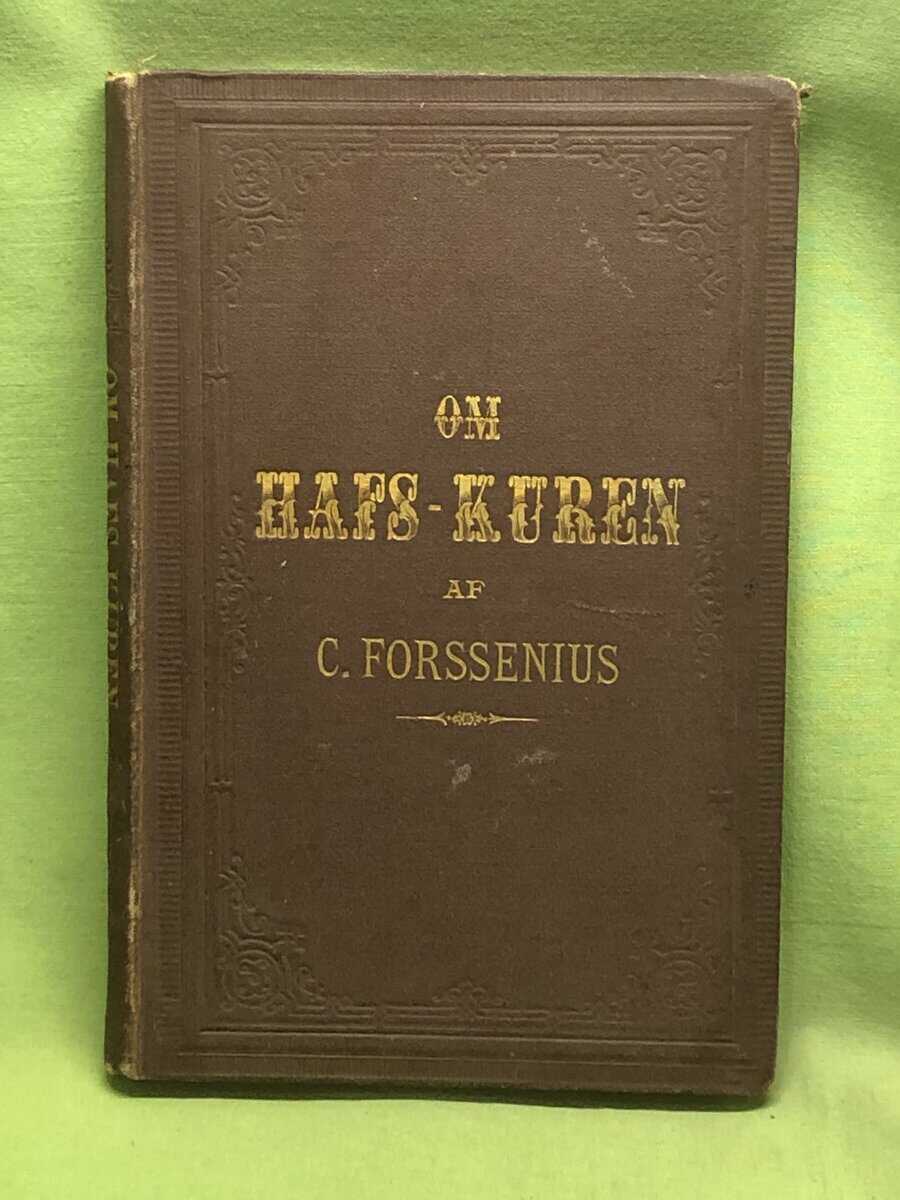 OM
HAFS-KUREN
AF
C. FORSSENIUS
OM HAFS-KUREN